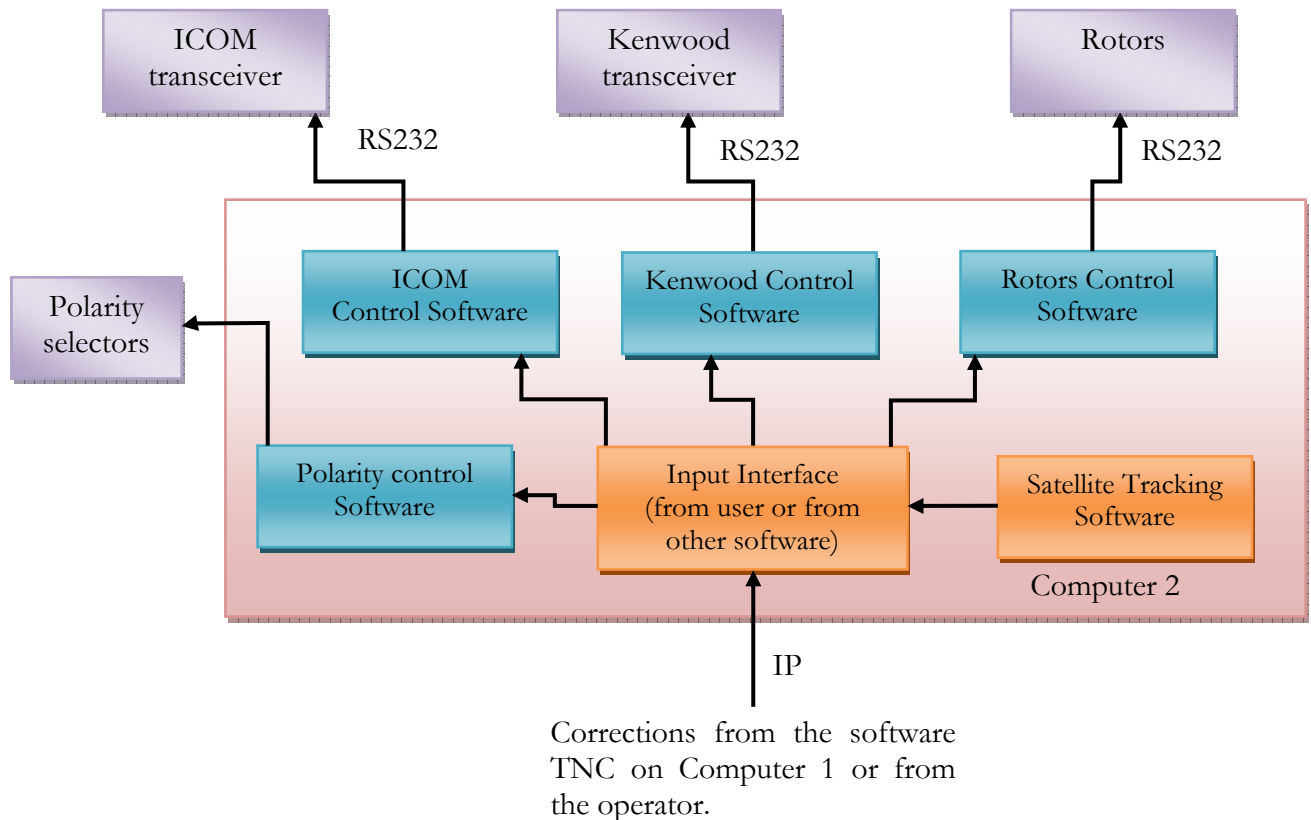 ICOM
transceiver
Kenwood
transceiver
Rotors
RS232
RS232
RS232
ICOM
Control Software
Kenwood Control
Software
Rotors Control
Software
Polarity
selectors
Polarity control
Software
Input Interface
(from user or from
other software)
Satellite Tracking
Software
Computer 2
IP
Corrections from the software
TNC on Computer 1 or from
the operator.